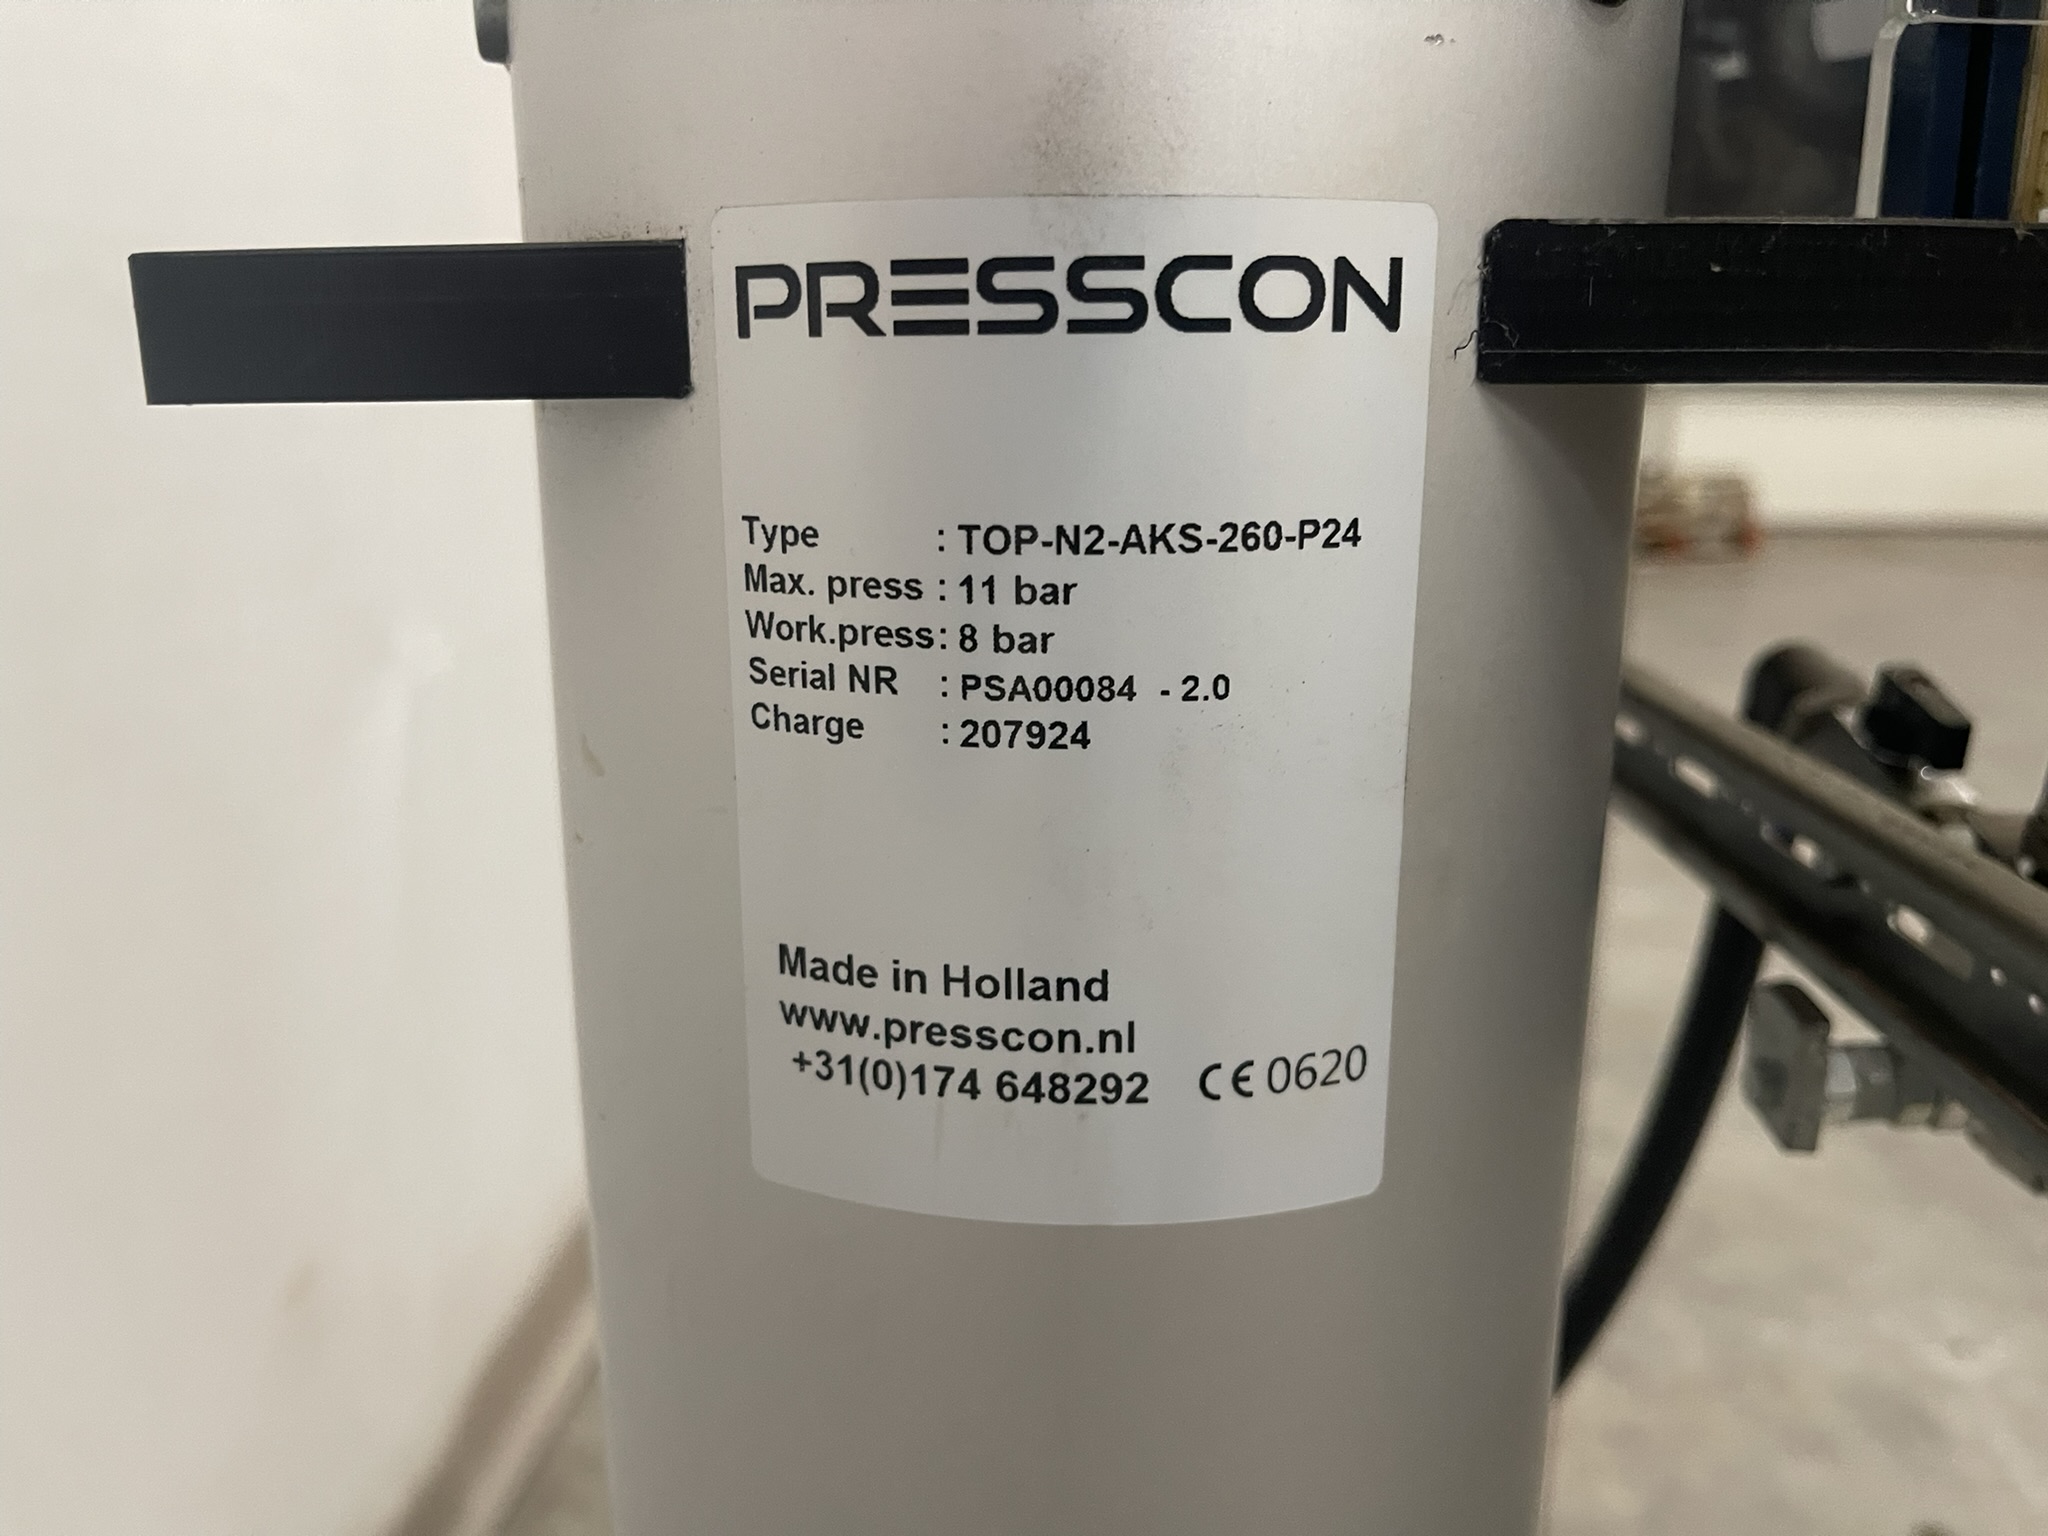 PRESSCON
Type : TOP-N2-AKS-260-P24
Max. press : 11 bar
Work.press: 8 bar
Serial NR : PSA00084 - 2.0
Charge : 207924
Made in Holland
www.presscon.nl
+31(0)174 648292 CE 0620